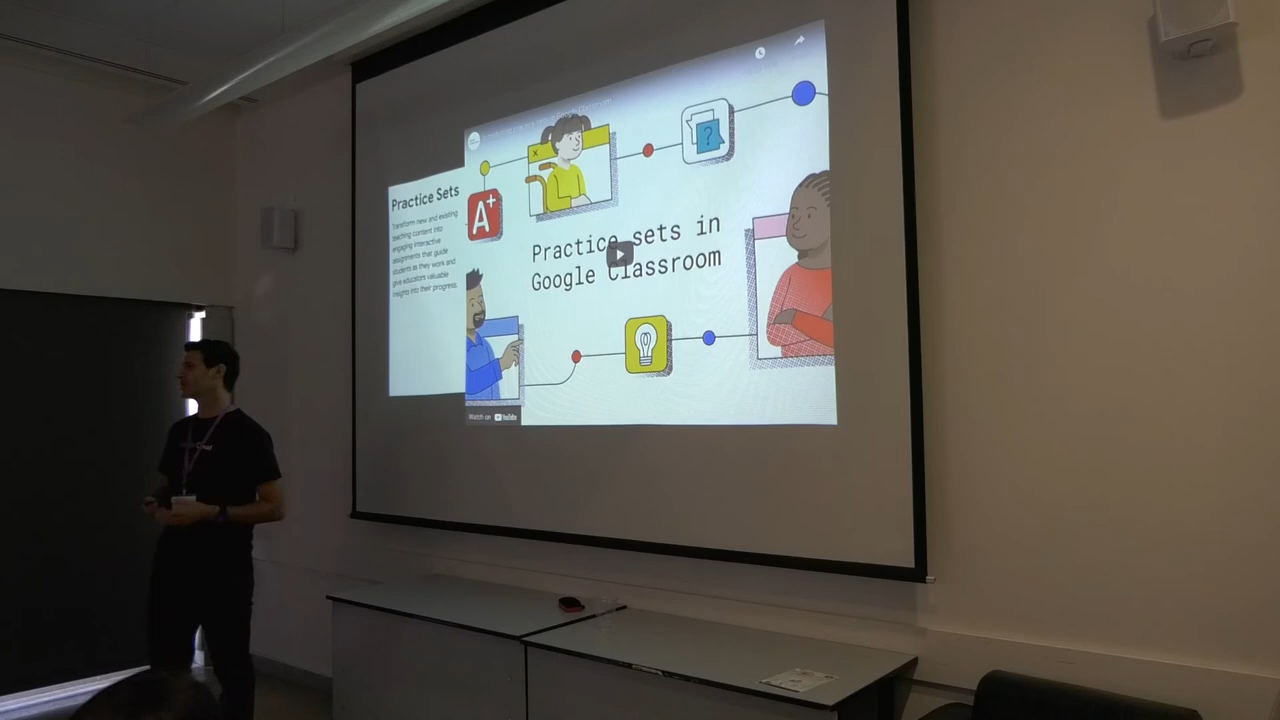 Practice Sets
Transform new and existing
teaching content into
engaging interactive
assignments that guide
students as they work and
give educators valuable
insights into their progress.
A+
X
?
Practice sets in
Google Classroom
Watch on YouTube